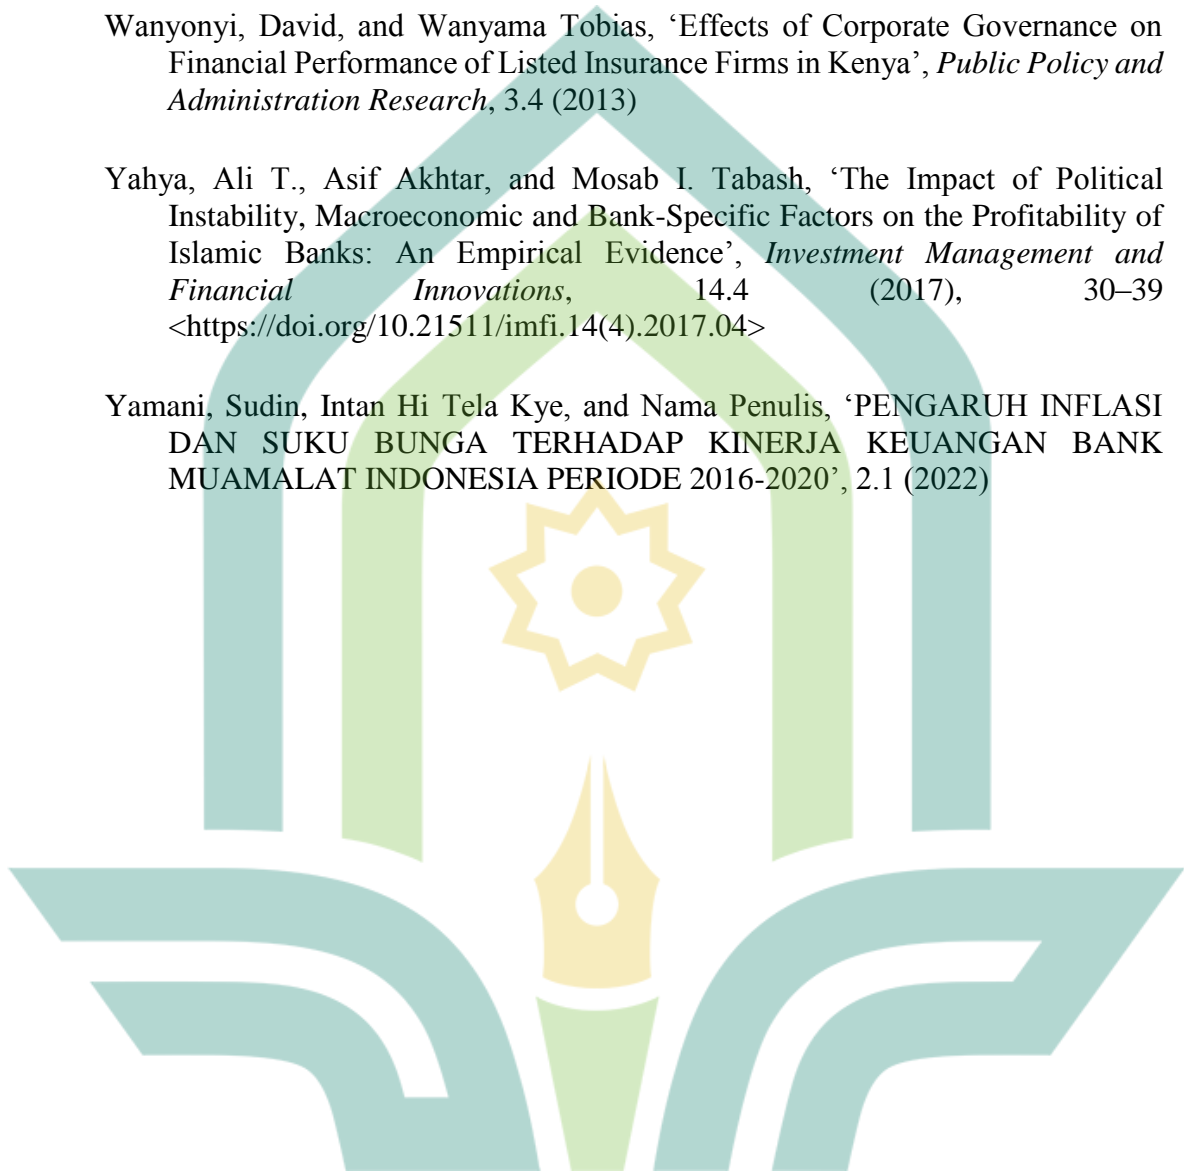 Wanyonyi, David, and Wanyama Tobias, ‘Effects of Corporate Governance on
Financial Performance of Listed Insurance Firms in Kenya’, Public Policy and
Administration Research, 3.4 (2013)
Yahya, Ali T., Asif Akhtar, and Mosab I. Tabash, ‘The Impact of Political
Instability, Macroeconomic and Bank-Specific Factors on the Profitability of
Islamic Banks: An Empirical Evidence’, Investment Management and
Financial Innovations, 14.4 (2017), 30–39
<https://doi.org/10.21511/imfi.14(4).2017.04>
Yamani, Sudin, Intan Hi Tela Kye, and Nama Penulis, ‘PENGARUH INFLASI
DAN SUKU BUNGA TERHADAP KINERJA KEUANGAN BANK
MUAMALAT INDONESIA PERIODE 2016-2020’, 2.1 (2022)